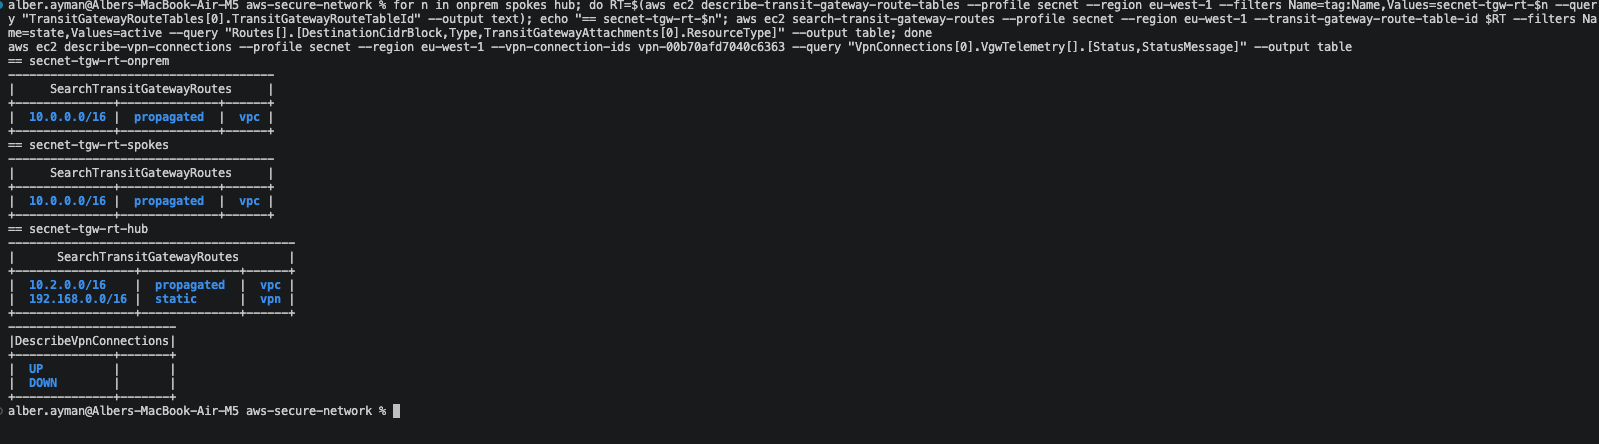 alber.ayman@Albers-MacBook-Air-M5 aws-secure-network % for n in onprem spokes hub; do RT=$(aws ec2 describe-transit-gateway-route-tables --profile secnet --region eu-west-1 --filters Name=tag:Name,Values=secnet-tgw-rt-$n --quer
y "TransitGatewayRouteTables[0].TransitGatewayRouteTableId" --output text); echo "== secnet-tgw-rt-$n"; aws ec2 search-transit-gateway-routes --profile secnet --region eu-west-1 --transit-gateway-route-table-id $RT --filters Na
me=state,Values=active --query "Routes[].[DestinationCidrBlock,Type,TransitGatewayAttachments[0].ResourceType]" --output table; done
aws ec2 describe-vpn-connections --profile secnet --region eu-west-1 --vpn-connection-ids vpn-00b70afd7040c6363 --query "VpnConnections[0].VgwTelemetry[].[Status,StatusMessage]" --output table
== secnet-tgw-rt-onprem
--------------------------------------
|     SearchTransitGatewayRoutes     |
+--------------+--------------+------+
|  10.0.0.0/16 |  propagated  |  vpc |
+--------------+--------------+------+
== secnet-tgw-rt-spokes
--------------------------------------
|     SearchTransitGatewayRoutes     |
+--------------+--------------+------+
|  10.0.0.0/16 |  propagated  |  vpc |
+--------------+--------------+------+
== secnet-tgw-rt-hub
-----------------------------------------
|      SearchTransitGatewayRoutes       |
+-----------------+--------------+------+
|  10.2.0.0/16    |  propagated  |  vpc |
|  192.168.0.0/16 |  static      |  vpn |
+-----------------+--------------+------+
------------------------
|DescribeVpnConnections|
+--------------+-------+
|  UP          |       |
|  DOWN        |       |
+--------------+-------+
alber.ayman@Albers-MacBook-Air-M5 aws-secure-network %